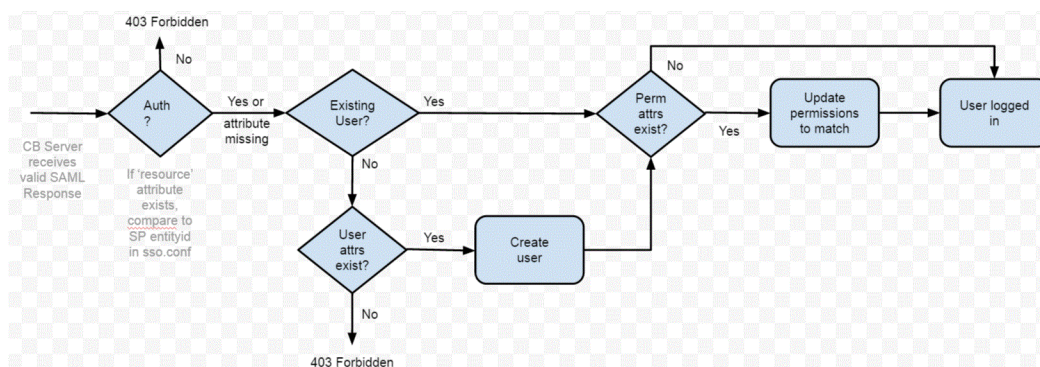 403 Forbidden
No
Auth
?
Yes or
attribute
missing
Existing
User?
Yes
Perm
attrs
exist?
No
Yes
Update
permissions
to match
User logged
in
CB Server
receives
valid SAML
Response
If ‘resource’
attribute
exists,
compare to
SP entityid
in sso.conf
No
User
attrs
exist?
Yes
Create
user
No
403 Forbidden